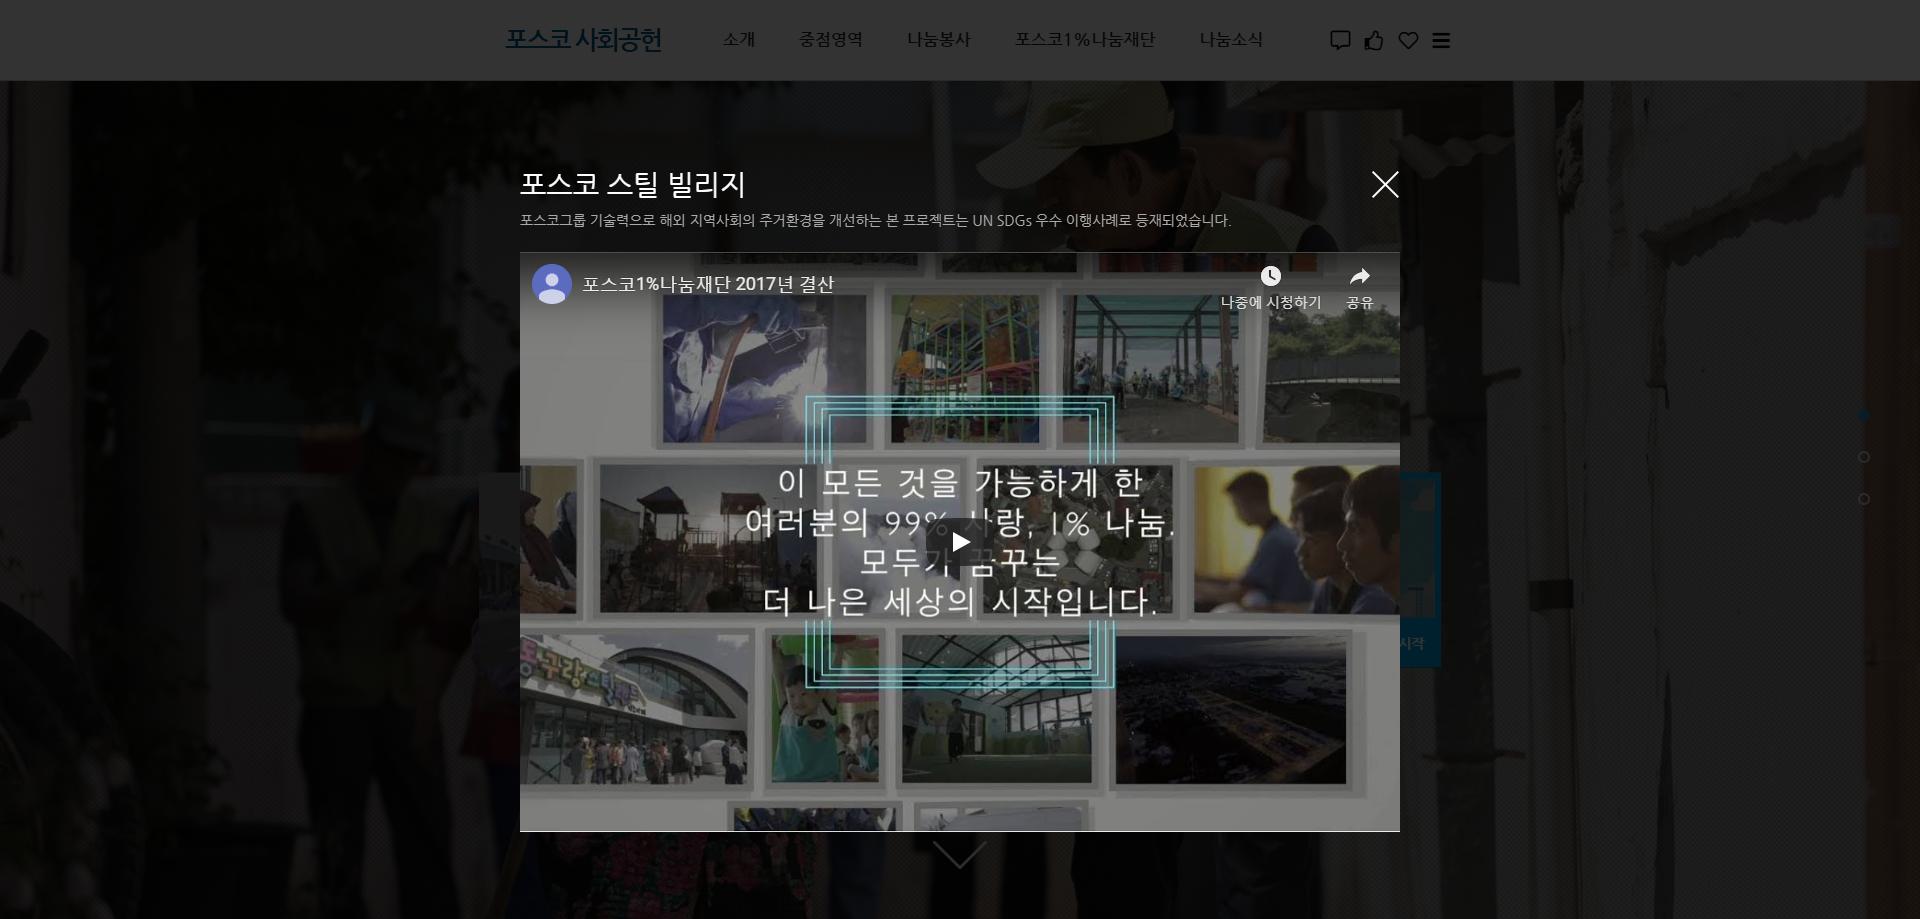 포스코 사회공헌
소개
중점영역
나눔봉사
포스코1%나눔재단
나눔소식
포스코 스틸 빌리지
포스코그룹 기술력으로 해외 지역사회의 주거환경을 개선하는 본 프로젝트는 UN SDGs 우수 이행사례로 등재되었습니다.
포스코1%나눔재단 2017년 결산
나중에 시청하기
공유
이 모든 것을 가능하게 한
여러분의 99% 사랑, 1% 나눔.
모두가 꿈꾸는
더 나은 세상의 시작입니다.
시작